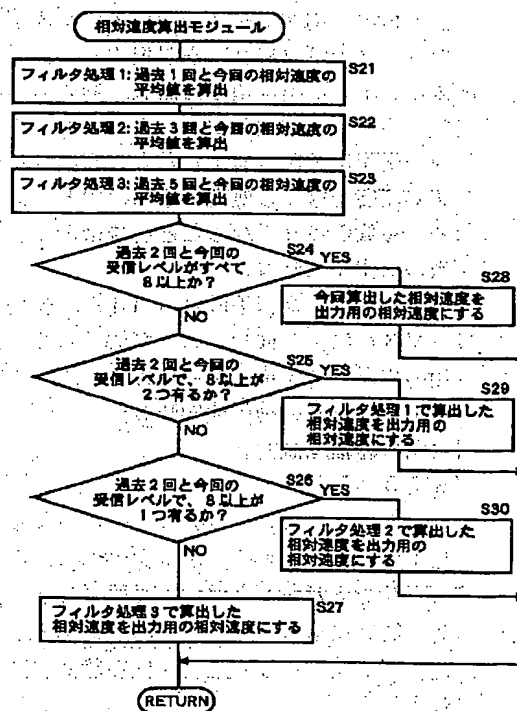 相対速度算出モジュール
S21
フィルタ処理1:過去1回と今回の相対速度の
平均値を算出
S22
フィルタ処理2:過去3回と今回の相対速度の
平均値を算出
S23
フィルタ処理3:過去5回と今回の相対速度の
平均値を算出
S24
過去2回と今回の
受信レベルがすべて
8以上か?
YES
NO
S28
今回算出した相対速度を
出力用の相対速度にする
S25
過去2回と今回の
受信レベルで、8以上が
2つ有るか?
YES
NO
S29
フィルタ処理1で算出した
相対速度を出力用の
相対速度にする
S26
過去2回と今回の
受信レベルで、8以上が
1つ有るか?
YES
NO
S30
フィルタ処理2で算出した
相対速度を出力用の
相対速度にする
S27
フィルタ処理3で算出した
相対速度を出力用の相対速度にする
RETURN